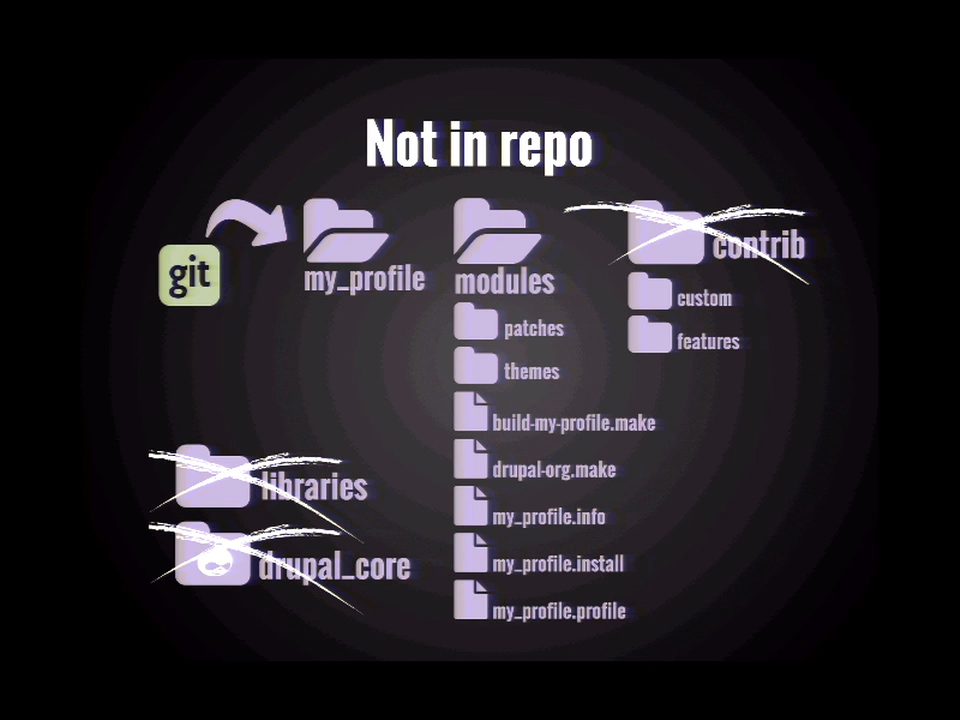 Not in repo
git
my_profile
modules
patches
themes
build-my-profile.make
drupal-org.make
my_profile.info
my_profile.install
my_profile.profile
contrib
custom
features
libraries
drupal_core